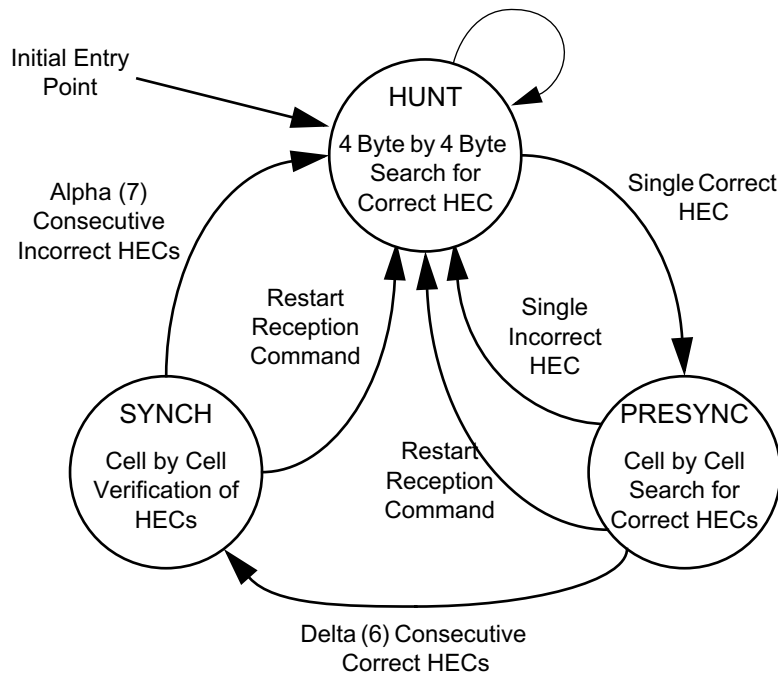 Initial Entry
Point
HUNT
4 Byte by 4 Byte
Search for
Correct HEC
Single Correct
HEC
Alpha (7)
Consecutive
Incorrect HECs
Restart
Reception
Command
Single
Incorrect
HEC
SYNCH
Cell by Cell
Verification of
HECs
Restart
Reception
Command
PRESYNC
Cell by Cell
Search for
Correct HECs
Delta (6) Consecutive
Correct HECs